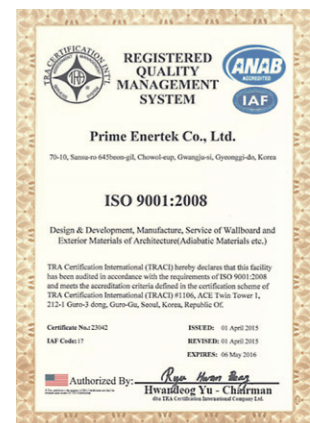 TRA CERTIFICATION INT'L
REGISTERED
QUALITY
MANAGEMENT
SYSTEM
ANAB
ACCREDITED
IAF
Prime Enertek Co., Ltd.
70-10, Sansu-ro 645beon-gil, Chowol-eup, Gwangju-si, Gyeonggi-do, Korea
ISO 9001:2008
Design & Development, Manufacture, Service of Wallboard and
Exterior Materials of Architecture(Adiabatic Materials etc.)
TRA Certification International (TRACI) hereby declares that this facility
has been audited in accordance with the requirements of ISO 9001:2008
and meets the accreditation criteria defined in the certification scheme of
TRA Certification International (TRACI) #1106, ACE Twin Tower 1,
212-1 Guro-3 dong, Guro-Gu, Seoul, Korea, Republic Of.
Certificate No.: 23042
ISSUED: 01 April 2015
IAF Code: 17
REVISED: 01 April 2015
EXPIRES: 06 May 2016
Authorized By:
Hwandeog Yu - Chairman
dba TRA Certification International Company Ltd.